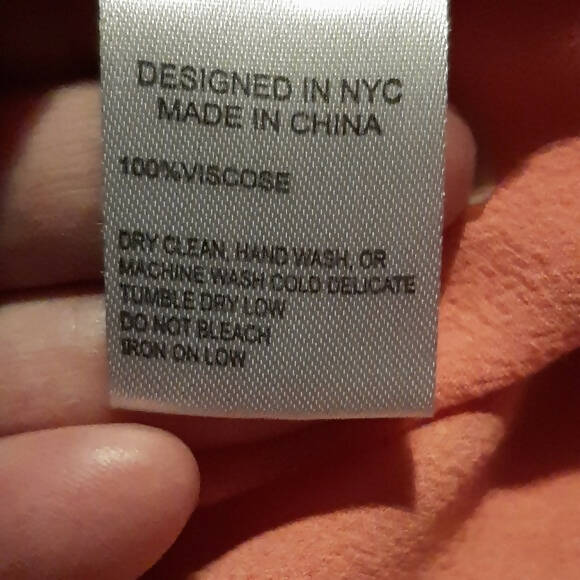 DESIGNED IN NYC
MADE IN CHINA
100%VISCOSE
DRY CLEAN, HAND WASH, OR
MACHINE WASH COLD DELICATE
TUMBLE DRY LOW
DO NOT BLEACH
IRON ON LOW